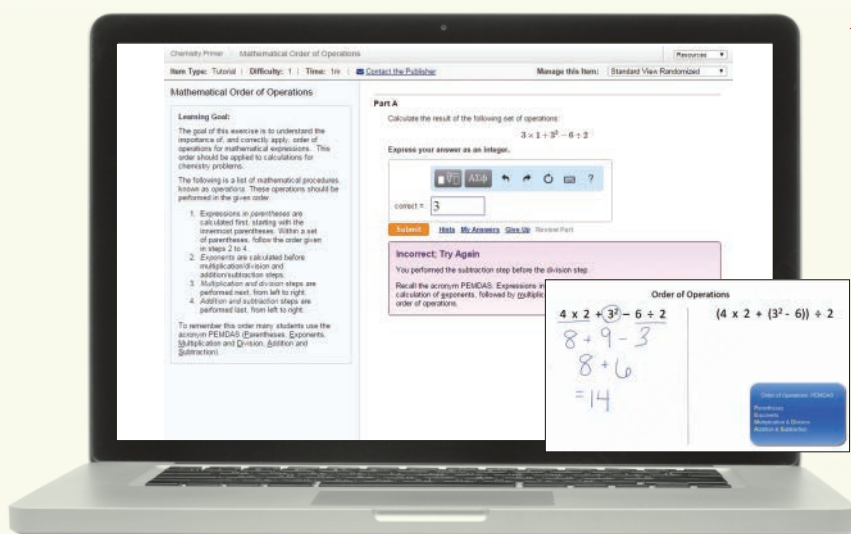 Chemistry Primer Mathematical Order of Operations
Resources
Item Type: Tutorial | Difficulty: 1 | Time: 1m | Contact the Publisher
Manage this Item: Standard View Randomized
Mathematical Order of Operations
Learning Goal:
The goal of this exercise is to understand the
importance of, and correctly apply, order of
operations for mathematical expressions. This
order should be applied to calculations for
chemistry problems.
The following is a list of mathematical procedures,
known as operations. These operations should be
performed in the given order:
1. Expressions in parentheses are
calculated first, starting with the
innermost parentheses. Within a set
of parentheses, follow the order given
in steps 2 to 4.
2. Exponents are calculated before
multiplication/division and
addition/subtraction steps.
3. Multiplication and division steps are
performed next, from left to right.
4. Addition and subtraction steps are
performed last, from left to right.
To remember this order many students use the
acronym PEMDAS (Parentheses, Exponents,
Multiplication and Division, Addition and
Subtraction).
Part A
Calculate the result of the following set of operations:
3 × 1 + 3² − 6 ÷ 2
Express your answer as an integer.
ΑΣΦ
?
correct = 3
Submit Hints My Answers Give Up Review Part
Incorrect; Try Again
You performed the subtraction step before the division step.
Recall the acronym PEMDAS. Expressions in
calculation of exponents, followed by multiplic
order of operations.
Order of Operations
4 x 2 + 3² − 6 ÷ 2
8 + 9 - 3
8 + 6
= 14
(4 x 2 + (3² - 6)) ÷ 2
Order of Operations: PEMDAS
Parentheses
Exponents
Multiplication & Division
Addition & Subtraction